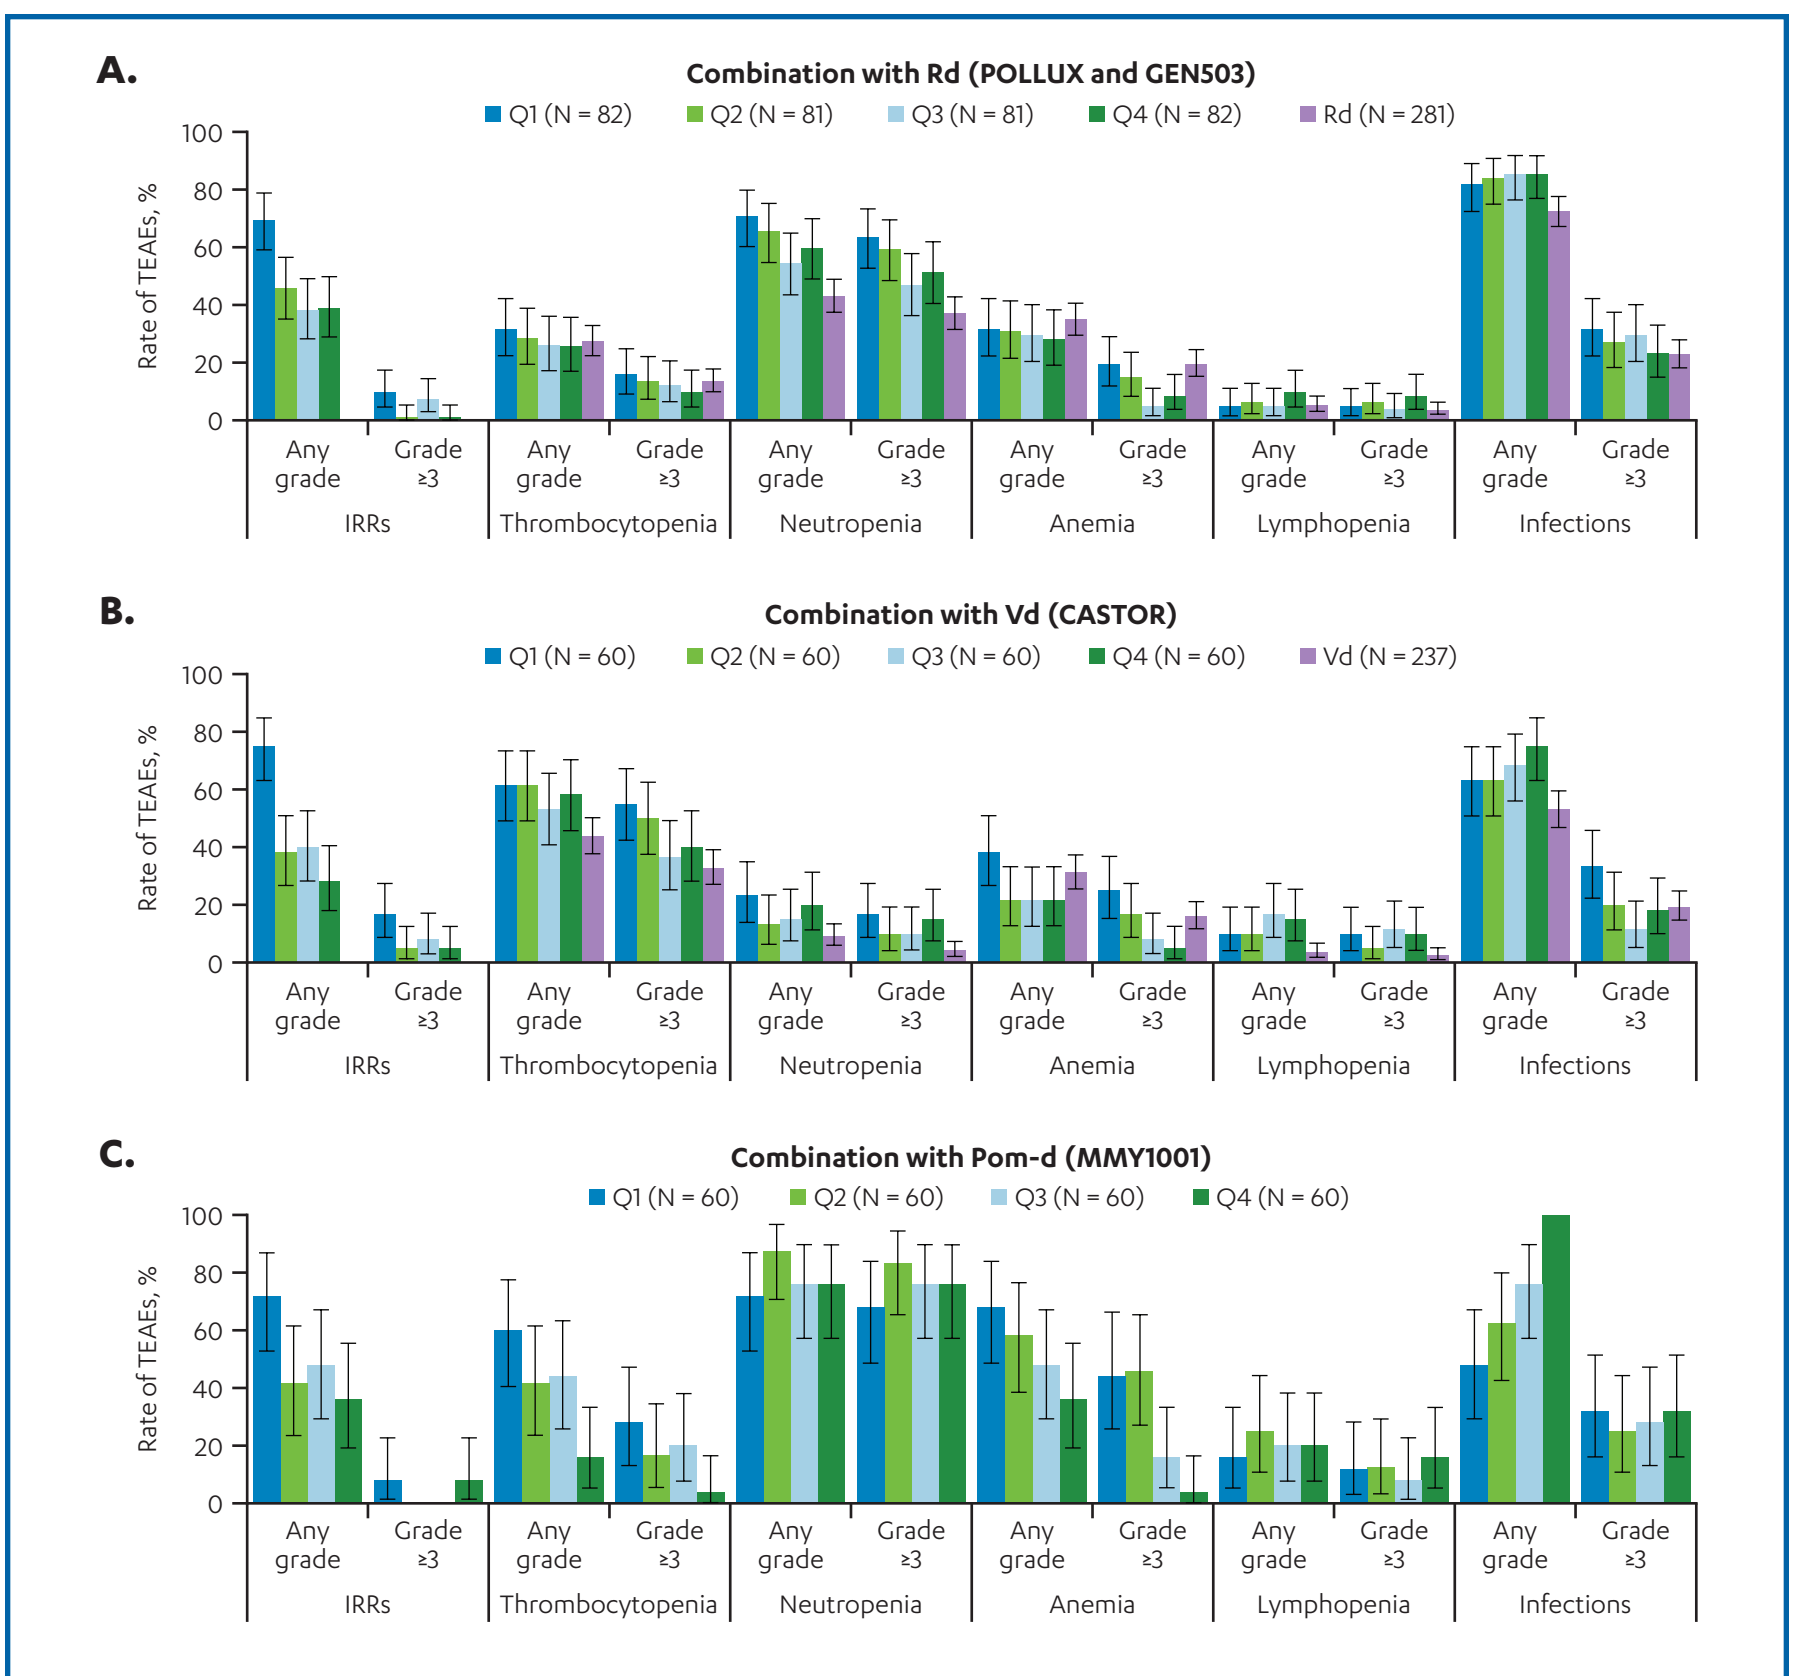 A.
Combination with Rd (POLLUX and GEN503)
Q1 (N = 82) Q2 (N = 81) Q3 (N = 81) Q4 (N = 82) Rd (N = 281)
Rate of TEAEs, %
100
80
60
40
20
0
Any grade Grade ≥3 Any grade Grade ≥3 Any grade Grade ≥3 Any grade Grade ≥3 Any grade Grade ≥3 Any grade Grade ≥3
IRRs Thrombocytopenia Neutropenia Anemia Lymphopenia Infections
B.
Combination with Vd (CASTOR)
Q1 (N = 60) Q2 (N = 60) Q3 (N = 60) Q4 (N = 60) Vd (N = 237)
Rate of TEAEs, %
100
80
60
40
20
0
Any grade Grade ≥3 Any grade Grade ≥3 Any grade Grade ≥3 Any grade Grade ≥3 Any grade Grade ≥3 Any grade Grade ≥3
IRRs Thrombocytopenia Neutropenia Anemia Lymphopenia Infections
C.
Combination with Pom-d (MMY1001)
Q1 (N = 60) Q2 (N = 60) Q3 (N = 60) Q4 (N = 60)
Rate of TEAEs, %
100
80
60
40
20
0
Any grade Grade ≥3 Any grade Grade ≥3 Any grade Grade ≥3 Any grade Grade ≥3 Any grade Grade ≥3 Any grade Grade ≥3
IRRs Thrombocytopenia Neutropenia Anemia Lymphopenia Infections